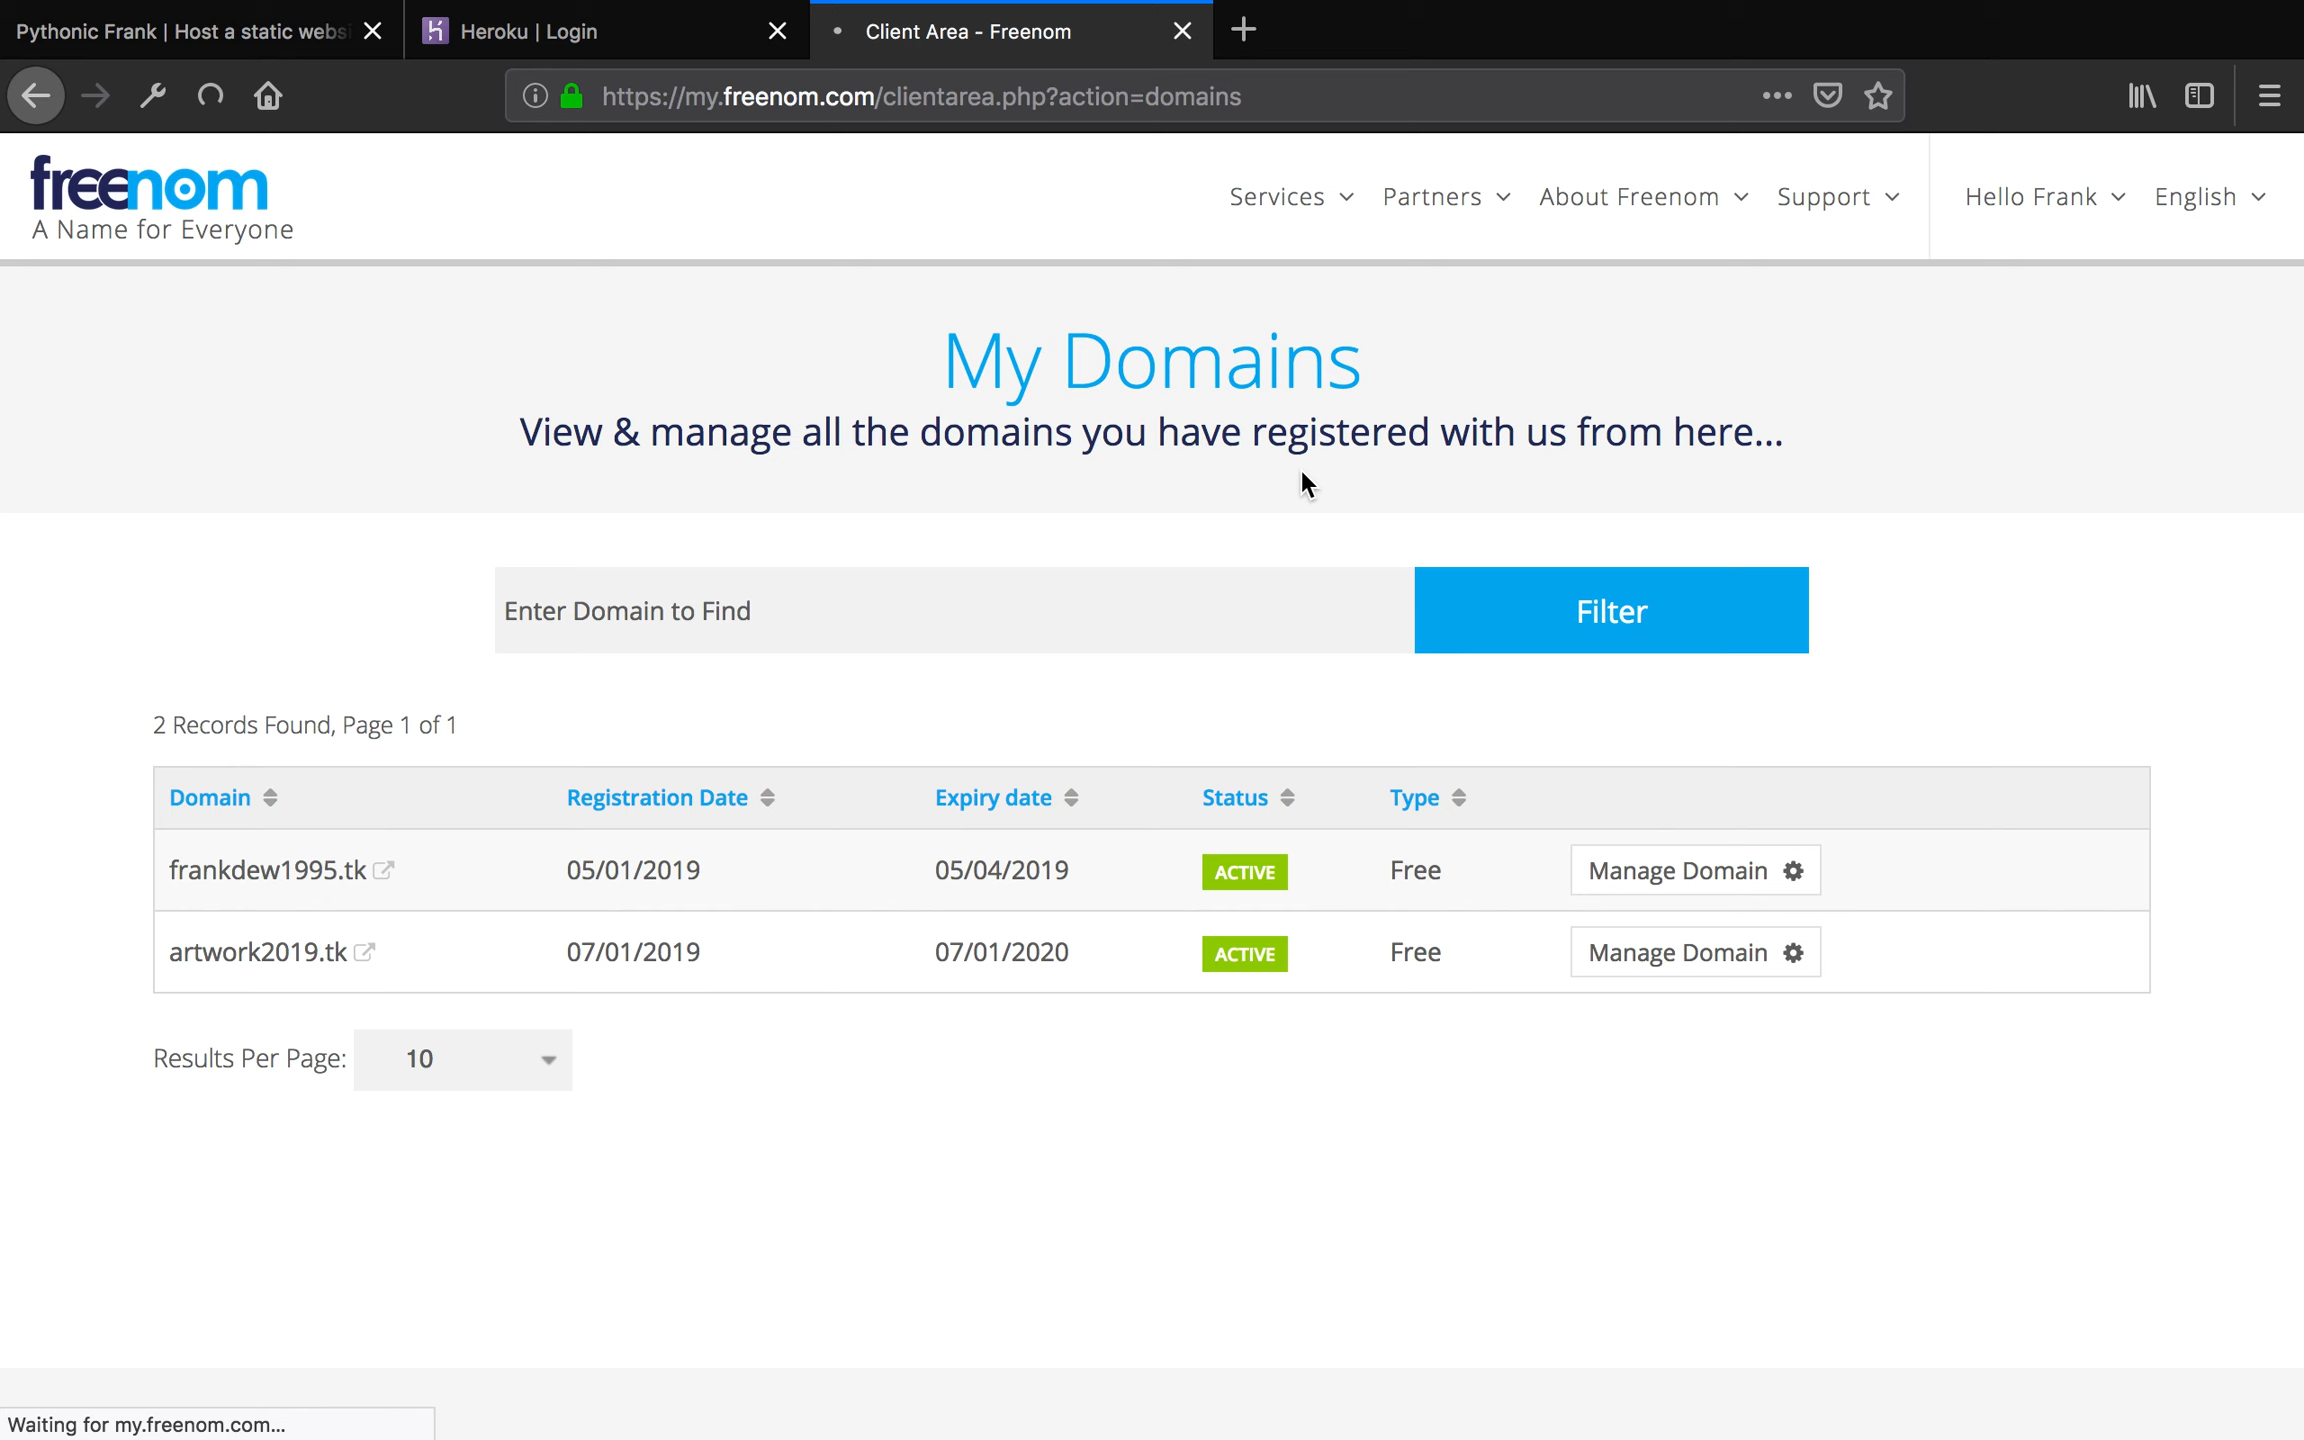 Pythonic Frank | Host a static webs
Heroku | Login
Client Area - Freenom
https://my.freenom.com/clientarea.php?action=domains
freenom
A Name for Everyone
Services
Partners
About Freenom
Support
Hello Frank
English
My Domains
View & manage all the domains you have registered with us from here...
Enter Domain to Find
Filter
2 Records Found, Page 1 of 1
Domain Registration Date Expiry date Status Type
frankdew1995.tk 05/01/2019 05/04/2019 ACTIVE Free Manage Domain
artwork2019.tk 07/01/2019 07/01/2020 ACTIVE Free Manage Domain
Results Per Page: 10
Waiting for my.freenom.com...